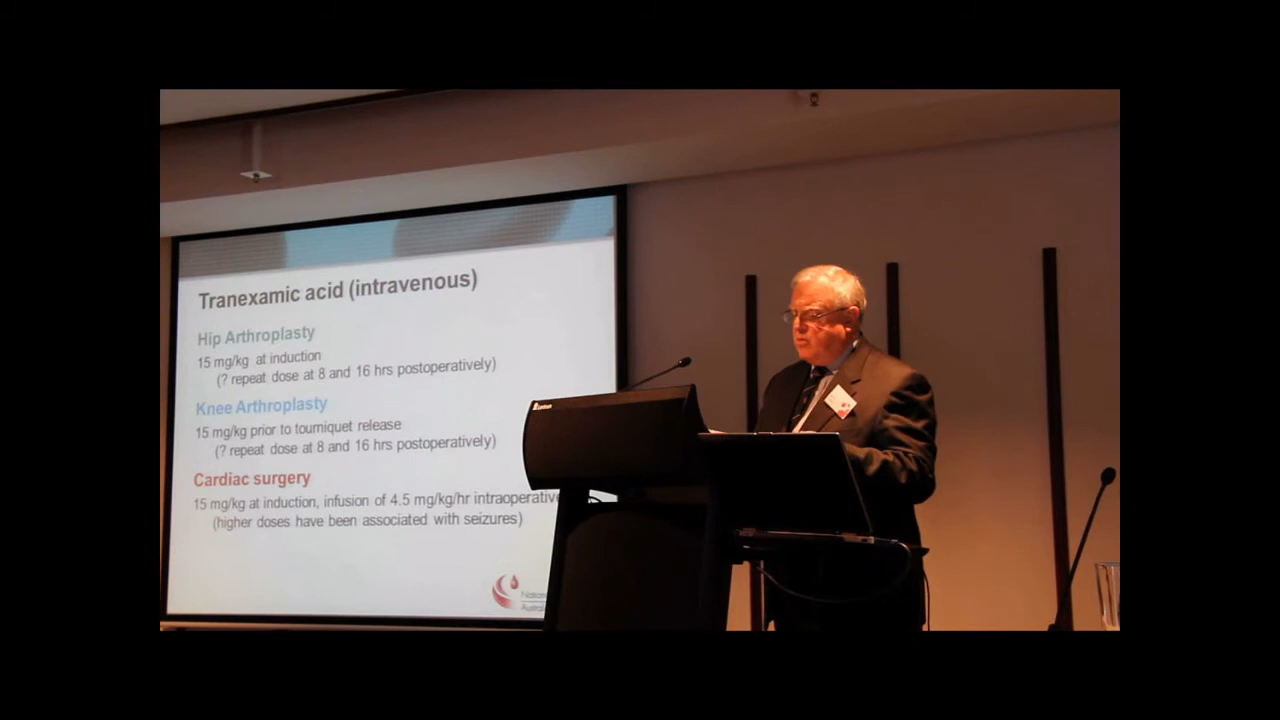 Tranexamic acid (intravenous)
Hip Arthroplasty
15 mg/kg at induction
(? repeat dose at 8 and 16 hrs postoperatively)
Knee Arthroplasty
15 mg/kg prior to tourniquet release
(? repeat dose at 8 and 16 hrs postoperatively)
Cardiac surgery
15 mg/kg at induction, infusion of 4.5 mg/kg/hr
(higher doses have been associated with seizures)